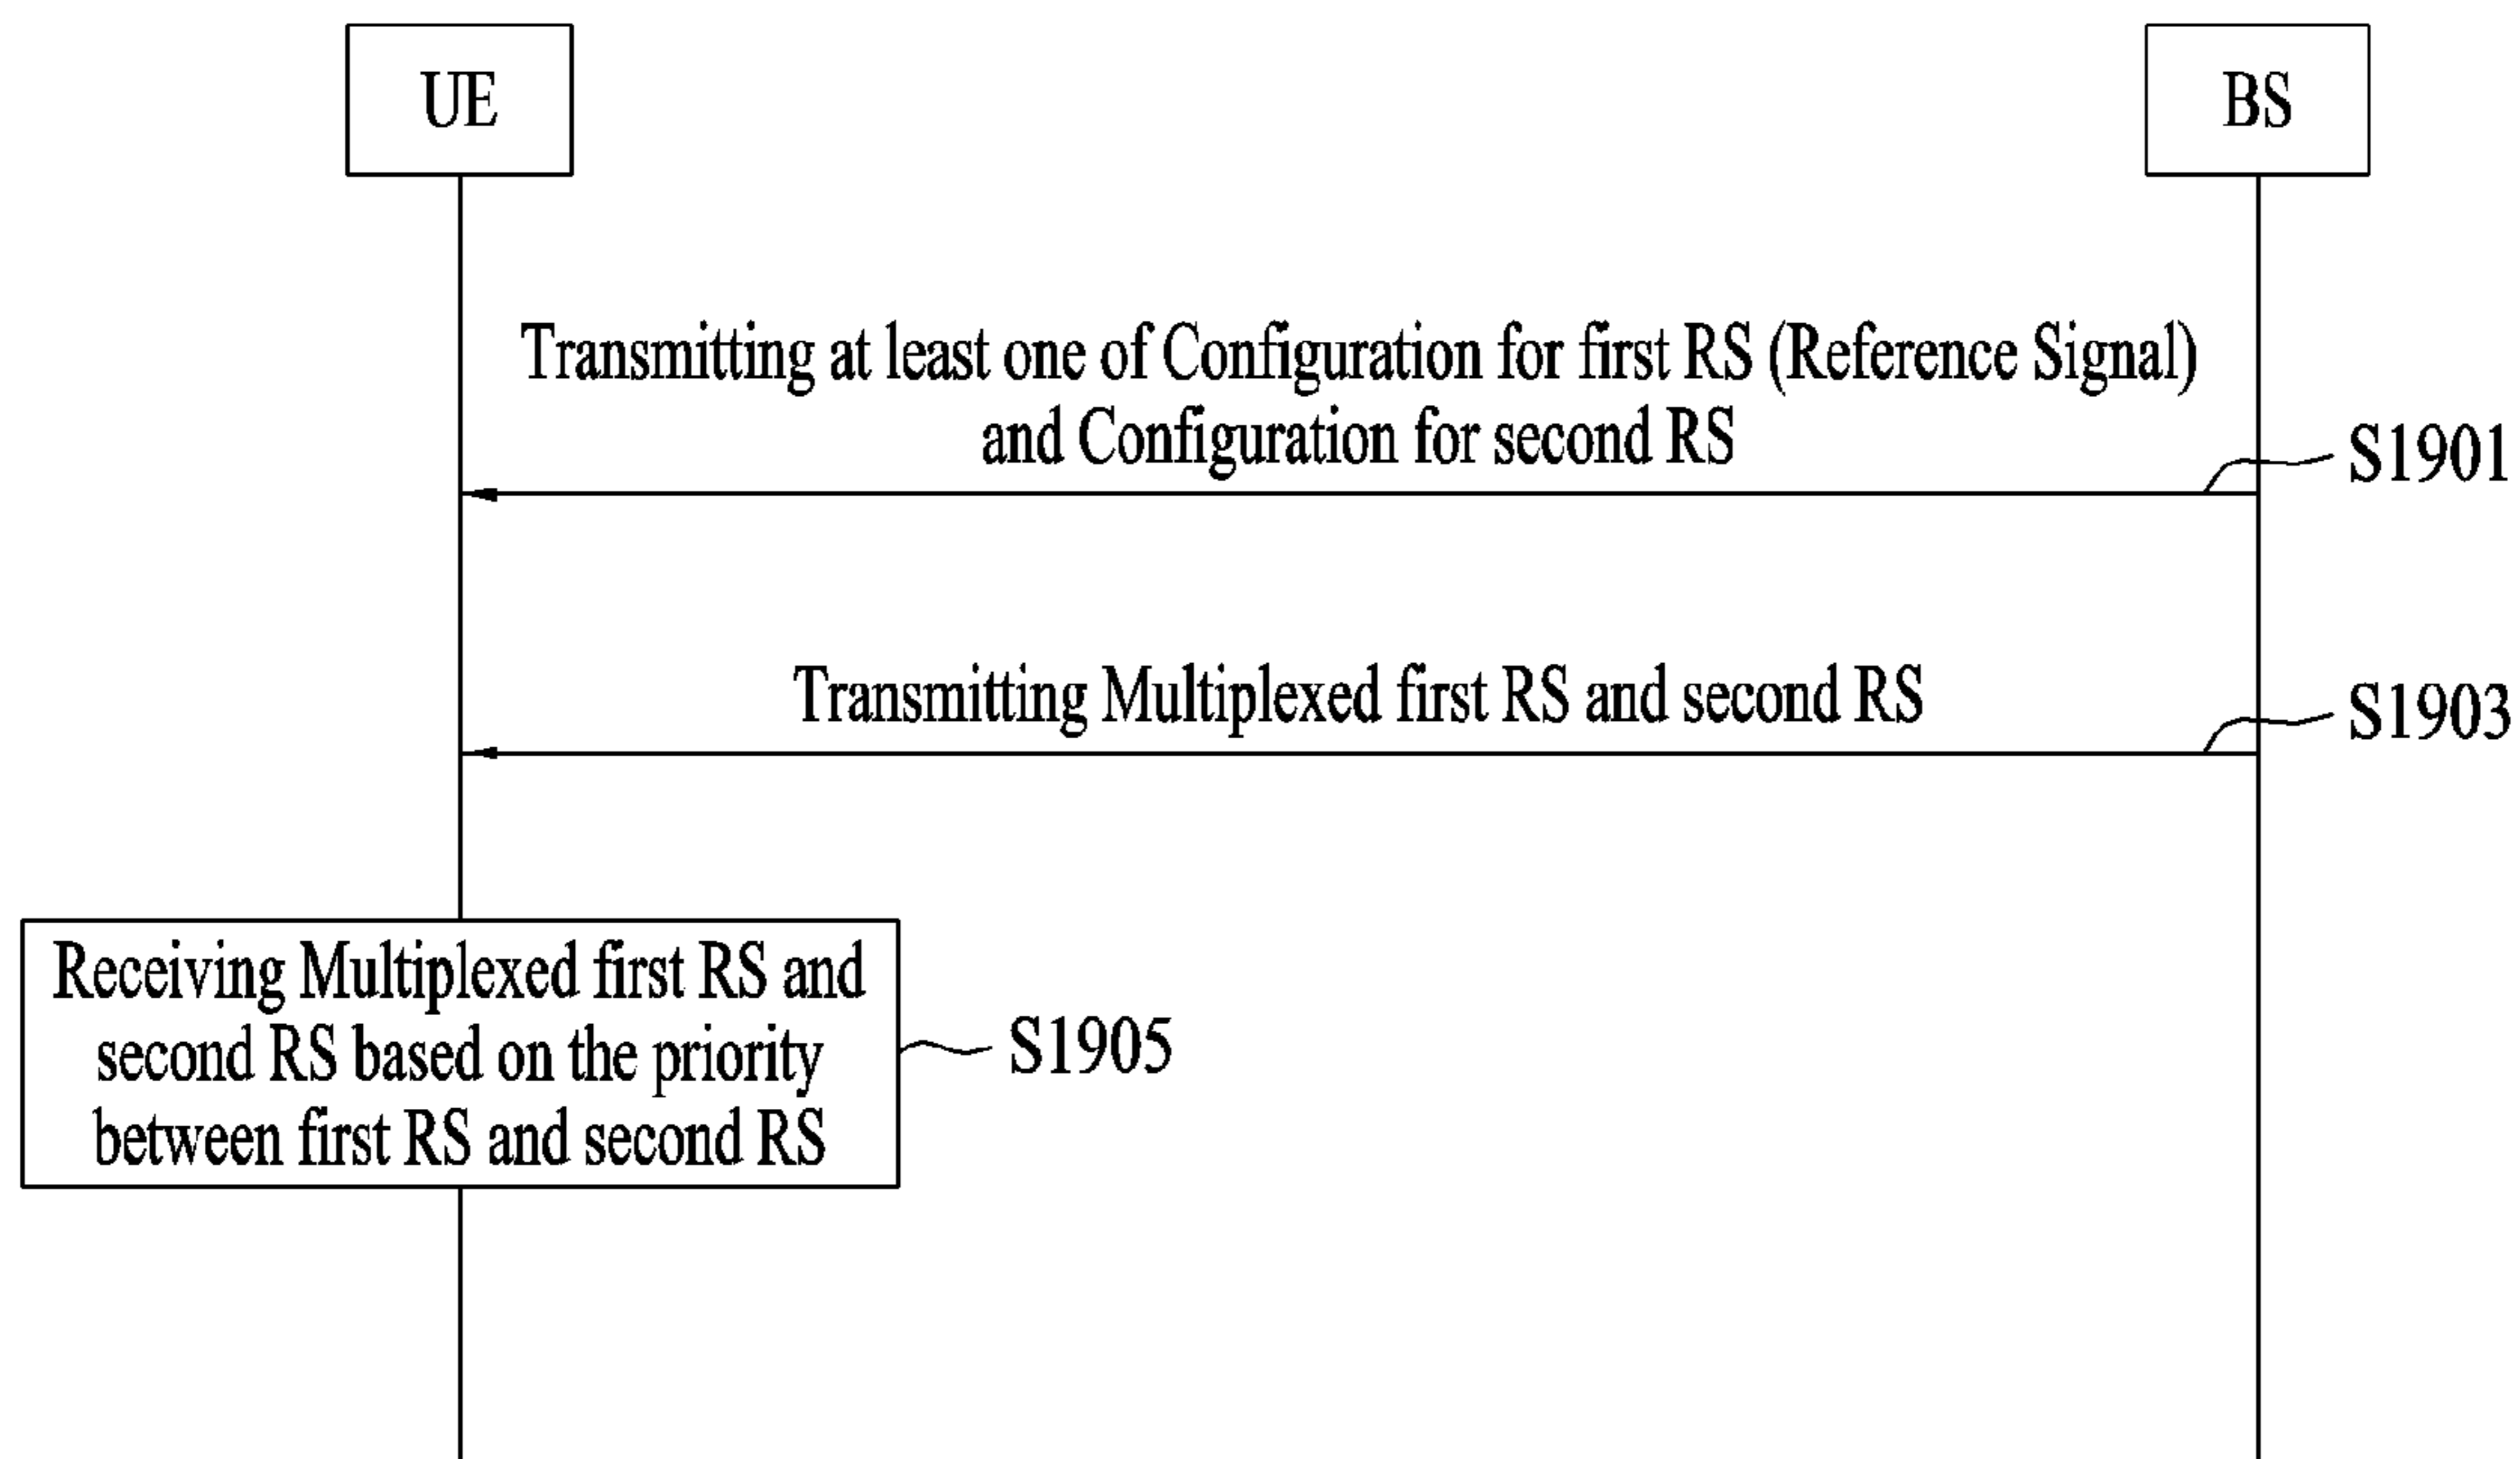 UE
BS
Transmitting at least one of Configuration for first RS (Reference Signal)
and Configuration for second RS
S1901
Transmitting Multiplexed first RS and second RS
S1903
Receiving Multiplexed first RS and
second RS based on the priority
between first RS and second RS
S1905